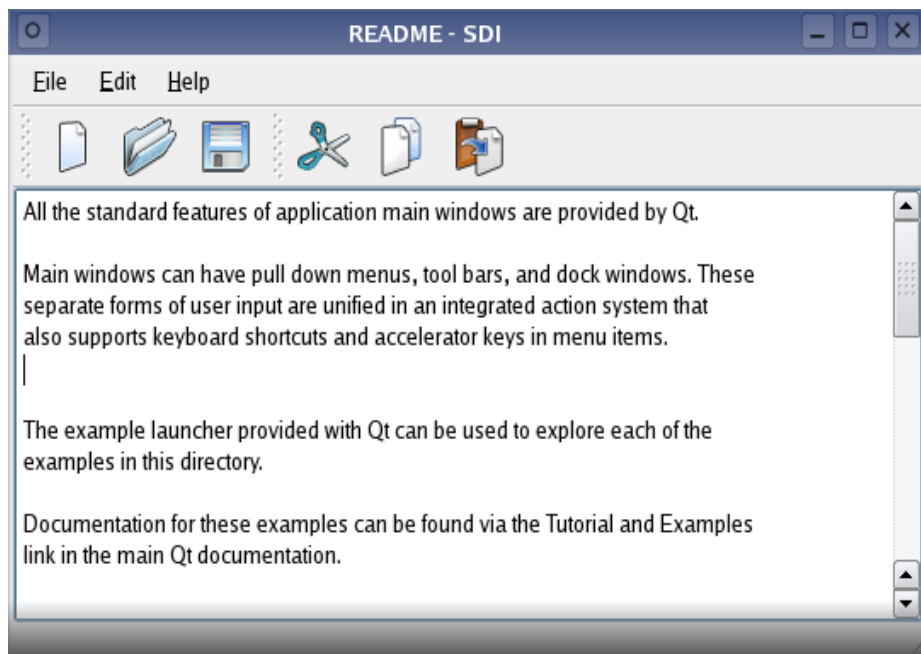 README - SDI
File Edit Help
All the standard features of application main windows are provided by Qt.
Main windows can have pull down menus, tool bars, and dock windows. These
separate forms of user input are unified in an integrated action system that
also supports keyboard shortcuts and accelerator keys in menu items.
The example launcher provided with Qt can be used to explore each of the
examples in this directory.
Documentation for these examples can be found via the Tutorial and Examples
link in the main Qt documentation.